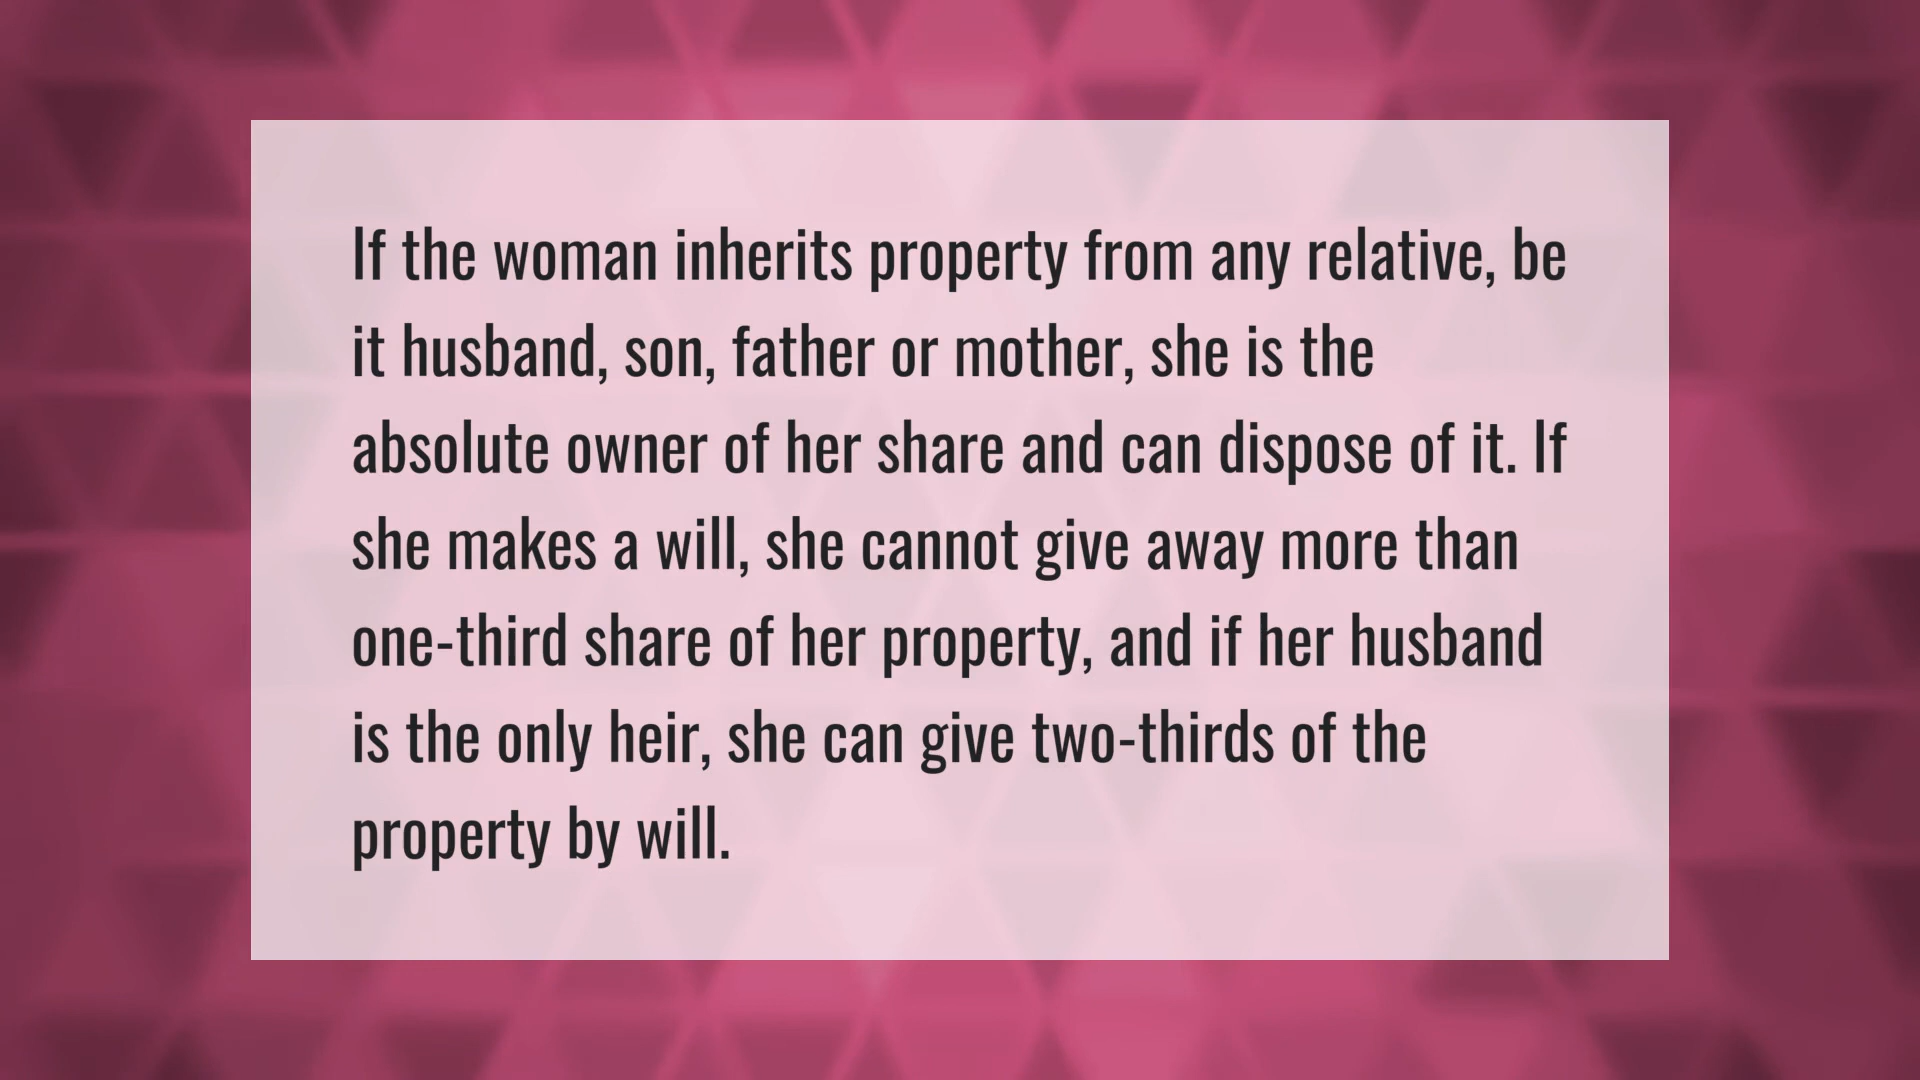 If the woman inherits property from any relative, be
it husband, son, father or mother, she is the
absolute owner of her share and can dispose of it. If
she makes a will, she cannot give away more than
one-third share of her property, and if her husband
is the only heir, she can give two-thirds of the
property by will.